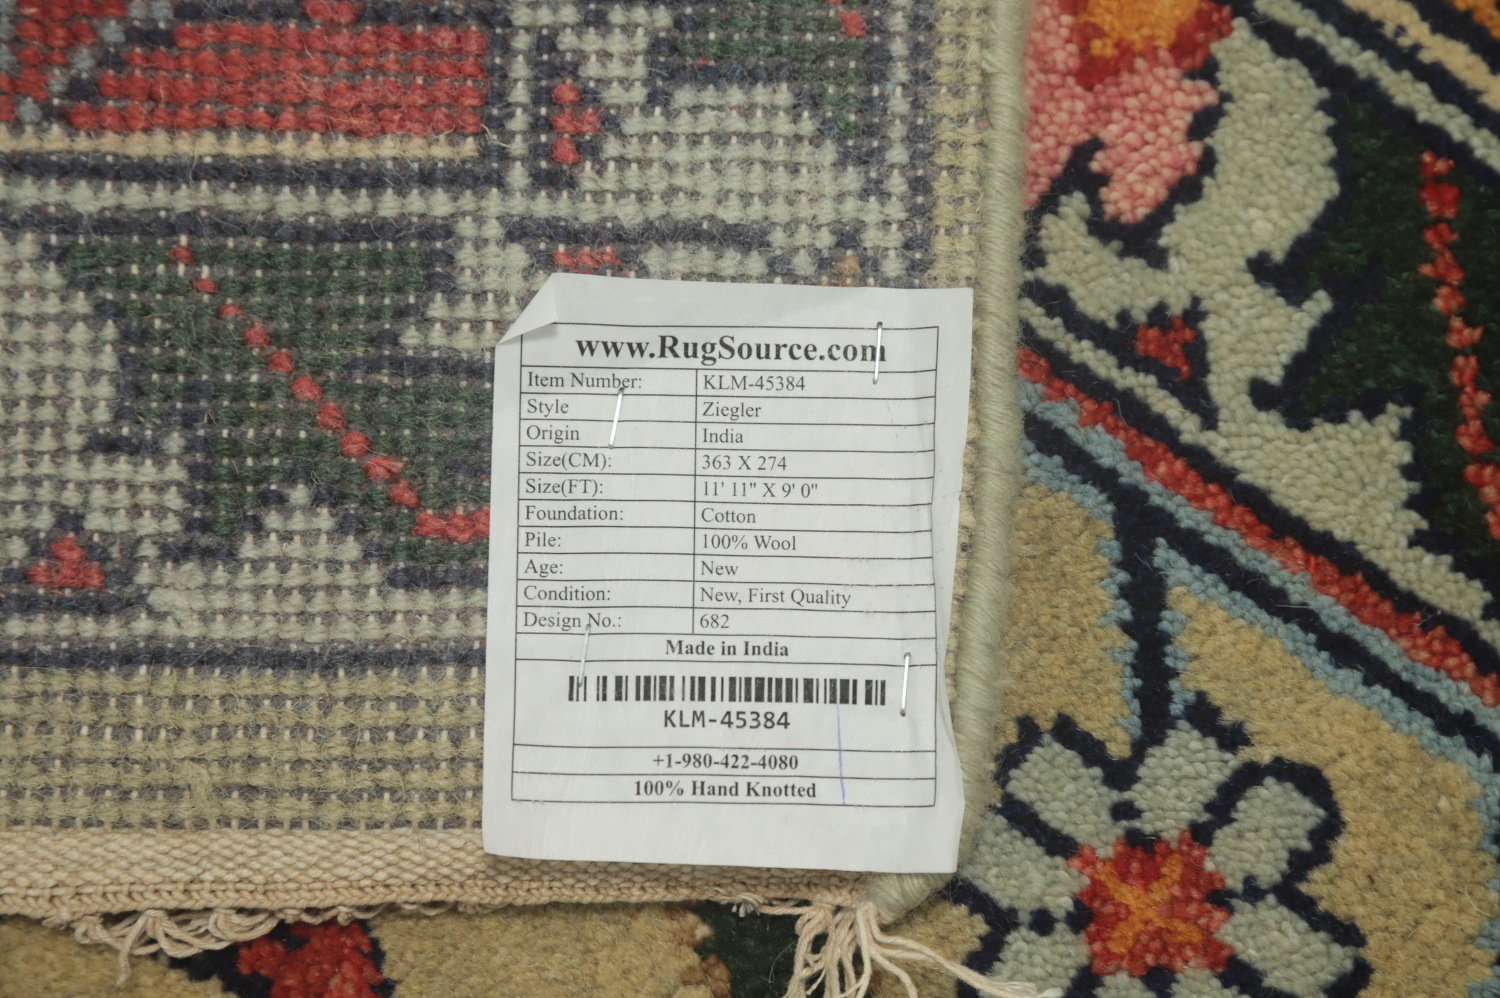 www.RugSource.com
Item Number: KLM-45384
Style Ziegler
Origin India
Size(CM): 363 X 274
Size(FT): 11' 11" X 9' 0"
Foundation: Cotton
Pile: 100% Wool
Age: New
Condition: New, First Quality
Design No.: 682
Made in India
KLM-45384
+1-980-422-4080
100% Hand Knotted